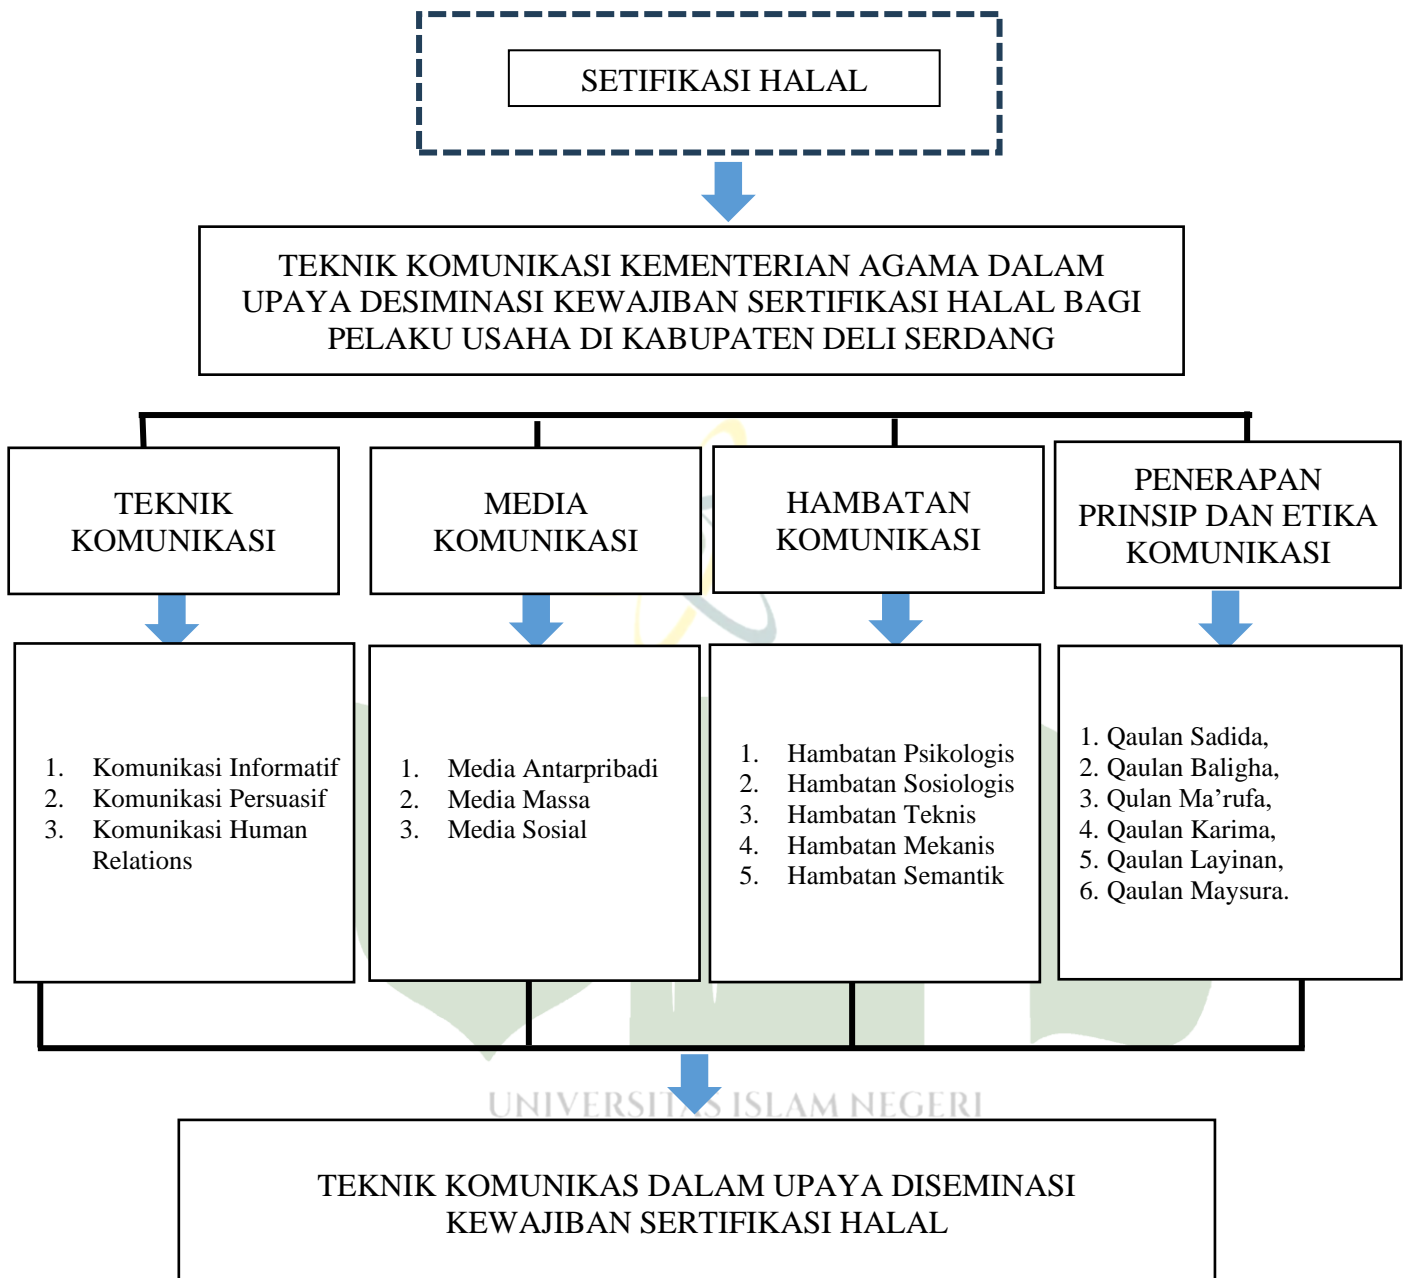 SETIFIKASI HALAL
TEKNIK KOMUNIKASI KEMENTERIAN AGAMA DALAM
UPAYA DESIMINASI KEWAJIBAN SERTIFIKASI HALAL BAGI
PELAKU USAHA DI KABUPATEN DELI SERDANG
TEKNIK
KOMUNIKASI
MEDIA
KOMUNIKASI
HAMBATAN
KOMUNIKASI
PENERAPAN
PRINSIP DAN ETIKA
KOMUNIKASI
1. Komunikasi Informatif
2. Komunikasi Persuasif
3. Komunikasi Human
Relations
1. Media Antarpribadi
2. Media Massa
3. Media Sosial
1. Hambatan Psikologis
2. Hambatan Sosiologis
3. Hambatan Teknis
4. Hambatan Mekanis
5. Hambatan Semantik
1. Qaulan Sadida,
2. Qaulan Baligha,
3. Qulan Ma’rufa,
4. Qaulan Karima,
5. Qaulan Layinan,
6. Qaulan Maysura.
UNIVERSITAS ISLAM NEGERI
TEKNIK KOMUNIKAS DALAM UPAYA DISEMINASI
KEWAJIBAN SERTIFIKASI HALAL